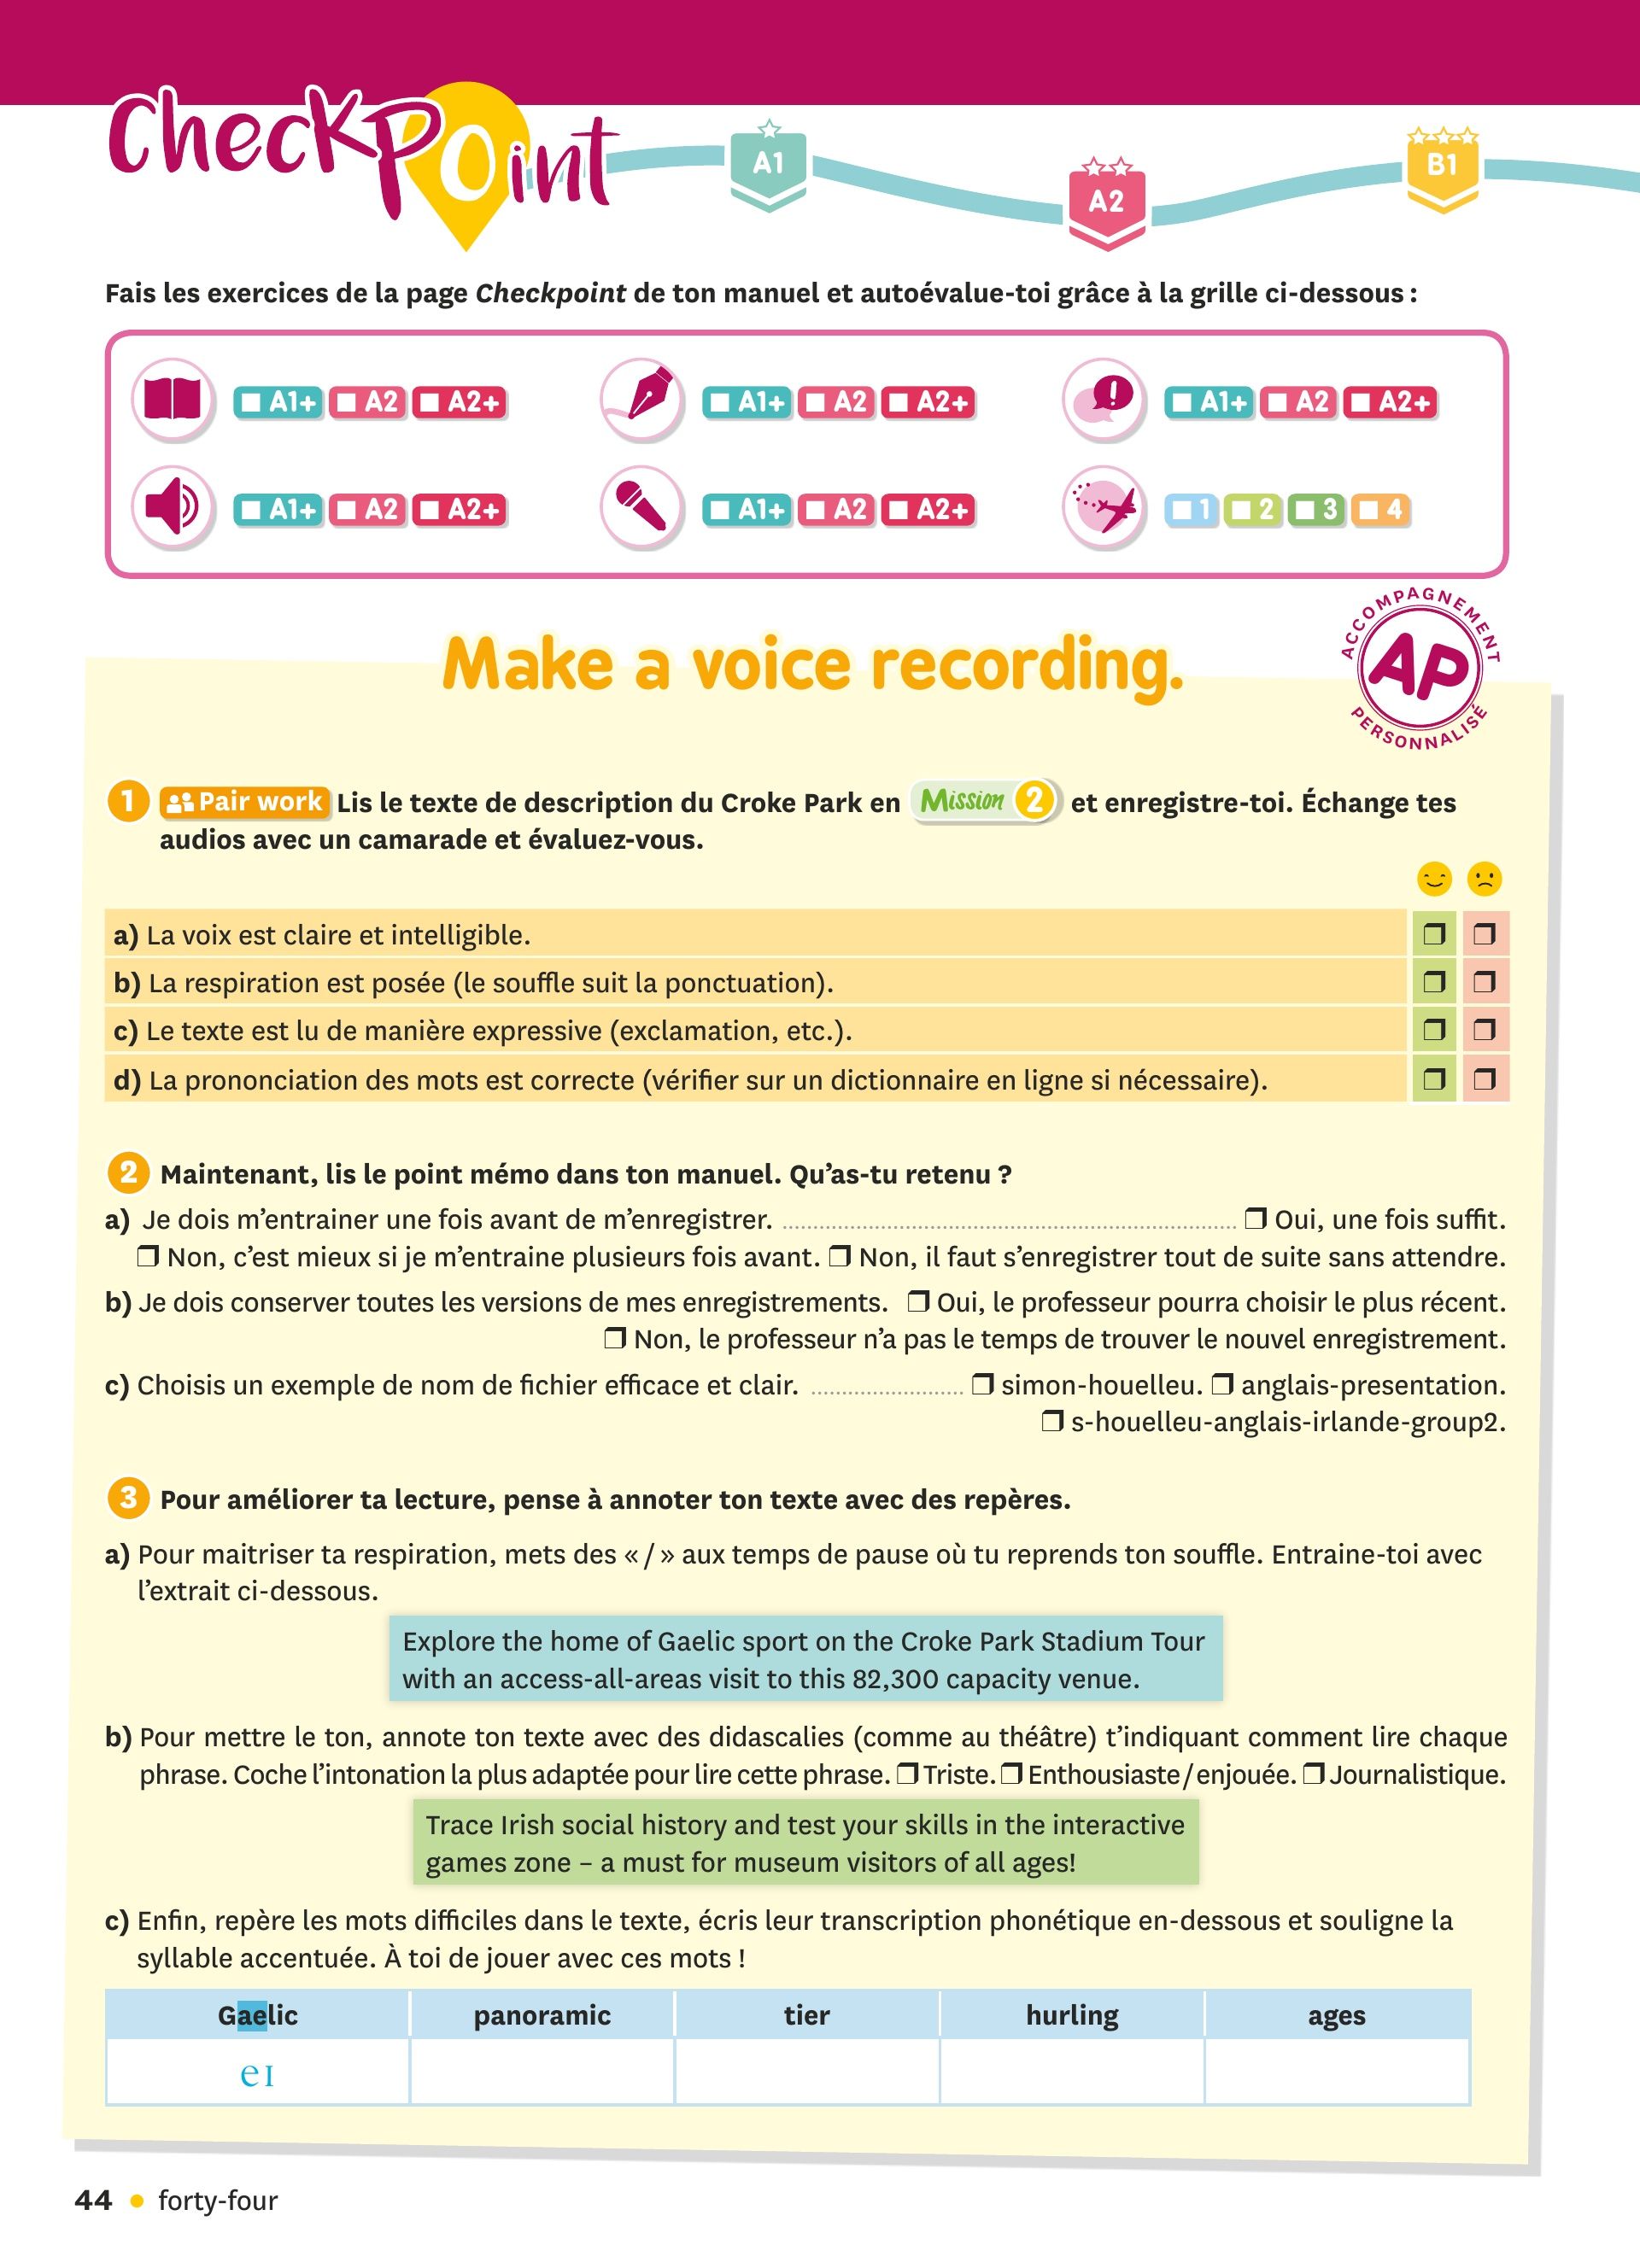 CheckPoint
A1
A2
B1
Fais les exercices de la page Checkpoint de ton manuel et autoévalue-toi grâce à la grille ci-dessous :
A1+ A2 A2+
A1+ A2 A2+
! A1+ A2 A2+
A1+ A2 A2+
A1+ A2 A2+
1 2 3 4
ACCOMPAGNEMENT
AP
PERSONNALISÉ
Make a voice recording.
1 Pair work Lis le texte de description du Croke Park en Mission 2 et enregistre-toi. Échange tes
audios avec un camarade et évaluez-vous.
a) La voix est claire et intelligible. ❐ ❐
b) La respiration est posée (le souffle suit la ponctuation). ❐ ❐
c) Le texte est lu de manière expressive (exclamation, etc.). ❐ ❐
d) La prononciation des mots est correcte (vérifier sur un dictionnaire en ligne si nécessaire). ❐ ❐
2 Maintenant, lis le point mémo dans ton manuel. Qu'as-tu retenu ?
a) Je dois m'entrainer une fois avant de m'enregistrer. ........................................ ❐ Oui, une fois suffit.
❐ Non, c'est mieux si je m'entraine plusieurs fois avant. ❐ Non, il faut s'enregistrer tout de suite sans attendre.
b) Je dois conserver toutes les versions de mes enregistrements. ❐ Oui, le professeur pourra choisir le plus récent.
❐ Non, le professeur n'a pas le temps de trouver le nouvel enregistrement.
c) Choisis un exemple de nom de fichier efficace et clair. ........................ ❐ simon-houelleu. ❐ anglais-presentation.
❐ s-houelleu-anglais-irlande-group2.
3 Pour améliorer ta lecture, pense à annoter ton texte avec des repères.
a) Pour maitriser ta respiration, mets des « / » aux temps de pause où tu reprends ton souffle. Entraine-toi avec
l'extrait ci-dessous.
Explore the home of Gaelic sport on the Croke Park Stadium Tour
with an access-all-areas visit to this 82,300 capacity venue.
b) Pour mettre le ton, annote ton texte avec des didascalies (comme au théâtre) t'indiquant comment lire chaque
phrase. Coche l'intonation la plus adaptée pour lire cette phrase. ❐ Triste. ❐ Enthousiaste / enjouée. ❐ Journalistique.
Trace Irish social history and test your skills in the interactive
games zone – a must for museum visitors of all ages!
c) Enfin, repère les mots difficiles dans le texte, écris leur transcription phonétique en-dessous et souligne la
syllable accentuée. À toi de jouer avec ces mots !
Gaelic panoramic tier hurling ages
eɪ
44 • forty-four